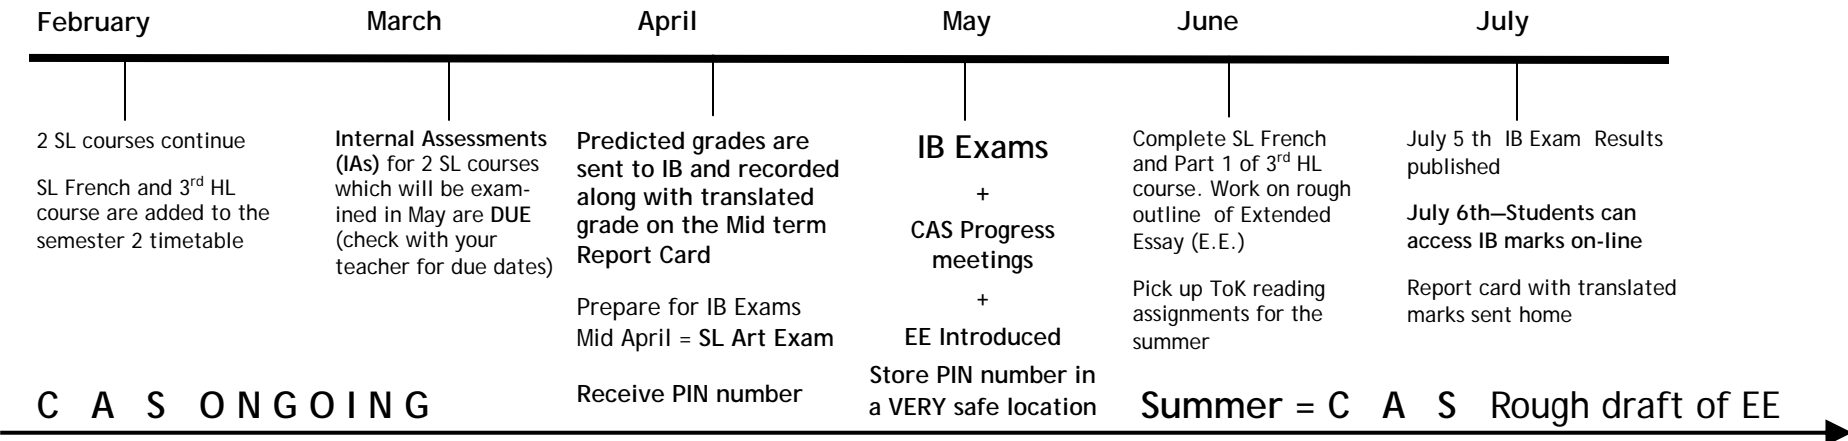 February March April May June July
2 SL courses continue
SL French and 3rd HL
course are added to the
semester 2 timetable
Internal Assessments
(IAs) for 2 SL courses
which will be exam-
ined in May are DUE
(check with your
teacher for due dates)
Predicted grades are
sent to IB and recorded
along with translated
grade on the Mid term
Report Card
Prepare for IB Exams
Mid April = SL Art Exam
Receive PIN number
IB Exams
+
CAS Progress
meetings
+
EE Introduced
Store PIN number in
a VERY safe location
Complete SL French
and Part 1 of 3rd HL
course. Work on rough
outline of Extended
Essay (E.E.)
Pick up ToK reading
assignments for the
summer
July 5 th IB Exam Results
published
July 6th—Students can
access IB marks on-line
Report card with translated
marks sent home
C A S O N G O I N G
Summer = C A S Rough draft of EE